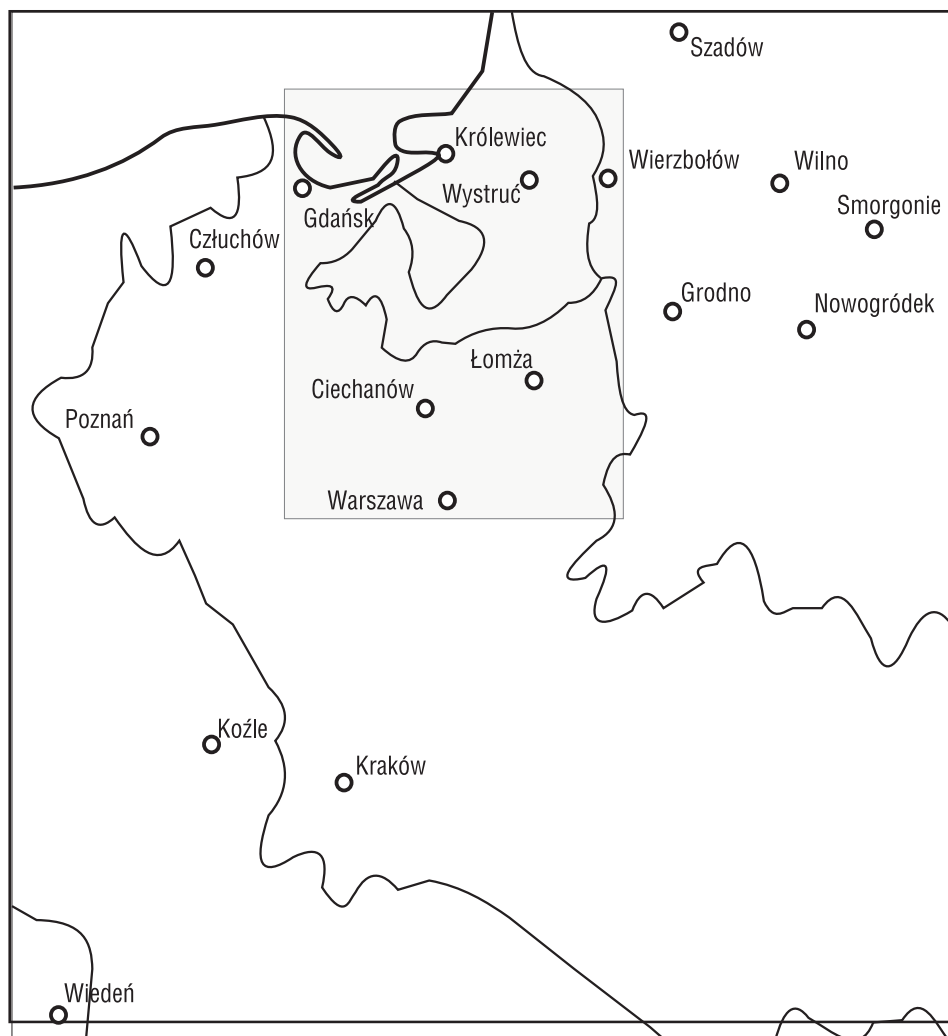 Szadów
Królewiec
Wierzbołów
Wilno
Wystruć
Smorgonie
Gdańsk
Człuchów
Grodno
Nowogródek
Łomża
Ciechanów
Poznań
Warszawa
Koźle
Kraków
Wiedeń